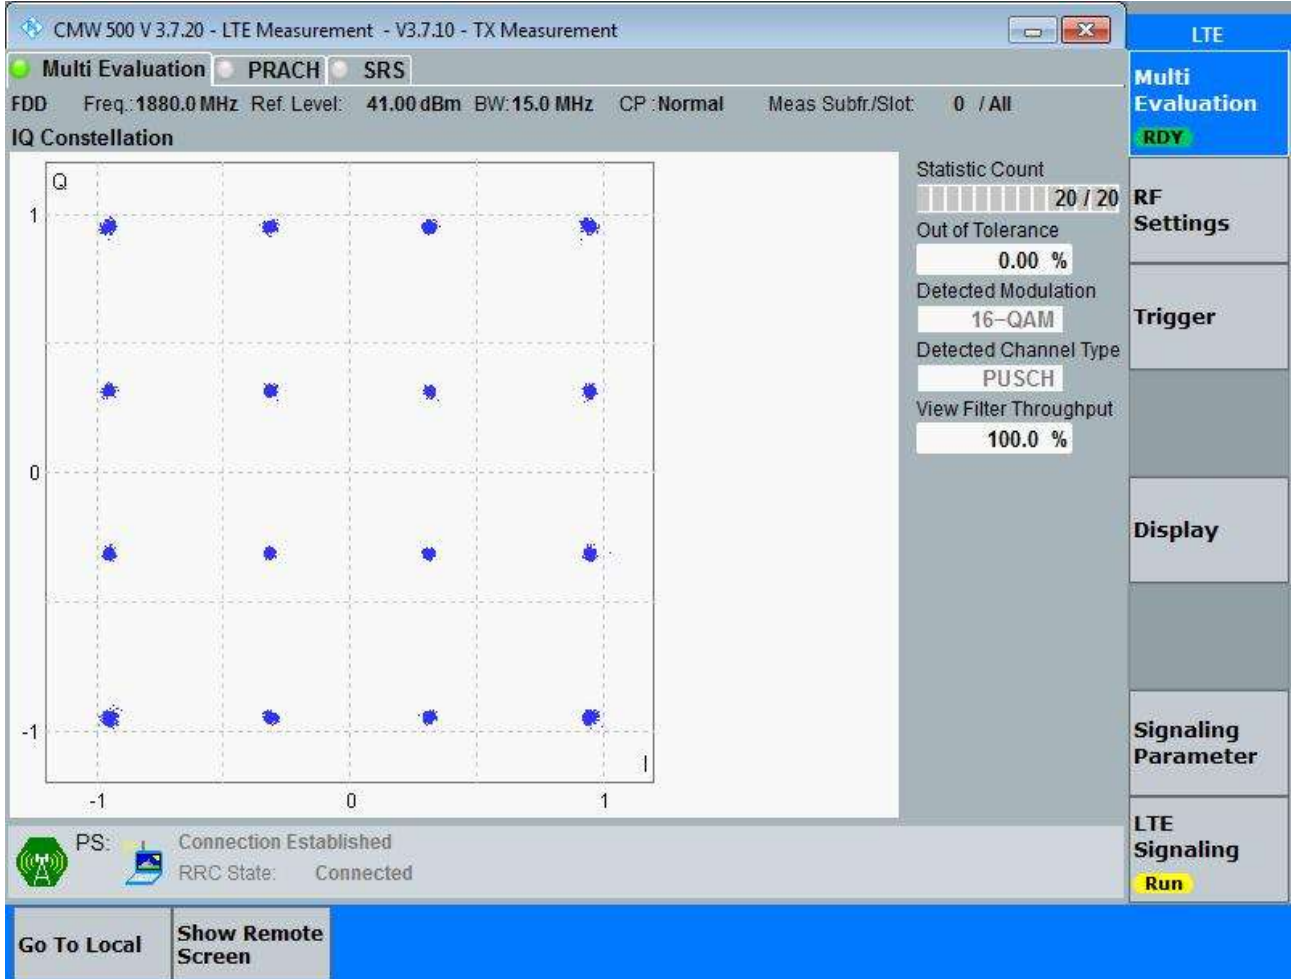 CMW 500 V 3.7.20 - LTE Measurement - V3.7.10 - TX Measurement
LTE
Multi Evaluation PRACH SRS
FDD Freq.:1880.0 MHz Ref. Level: 41.00 dBm BW:15.0 MHz CP :Normal Meas Subfr./Slot: 0 / All
IQ Constellation
Q
1
0
-1
I
-1 0 1
Statistic Count
20 / 20
Out of Tolerance
0.00 %
Detected Modulation
16-QAM
Detected Channel Type
PUSCH
View Filter Throughput
100.0 %
Multi
Evaluation
RDY
RF
Settings
Trigger
Display
Signaling
Parameter
LTE
Signaling
Run
PS: Connection Established
RRC State: Connected
Go To Local
Show Remote
Screen